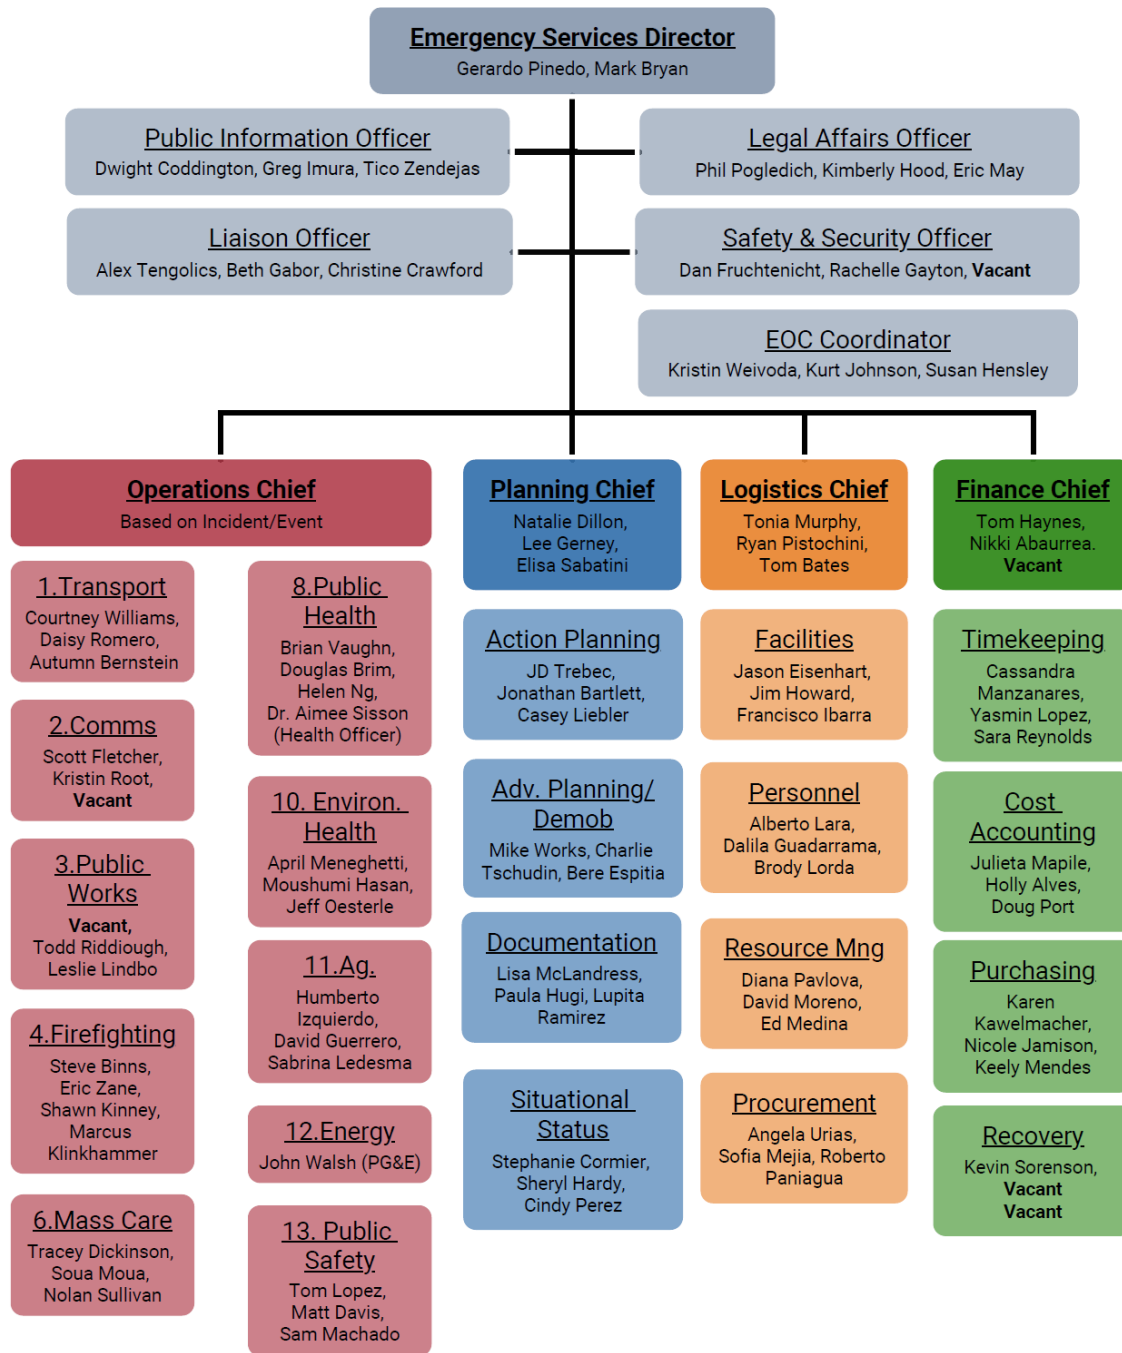 Emergency Services Director
Gerardo Pinedo, Mark Bryan
Public Information Officer
Dwight Coddington, Greg Imura, Tico Zendejas
Legal Affairs Officer
Phil Pogledich, Kimberly Hood, Eric May
Liaison Officer
Alex Tengolics, Beth Gabor, Christine Crawford
Safety & Security Officer
Dan Fruchtenicht, Rachelle Gayton, Vacant
EOC Coordinator
Kristin Weivoda, Kurt Johnson, Susan Hensley
Operations Chief
Based on Incident/Event
1.Transport
Courtney Williams,
Daisy Romero,
Autumn Bernstein
2.Comms
Scott Fletcher,
Kristin Root,
Vacant
3.Public
Works
Vacant,
Todd Riddiough,
Leslie Lindbo
4.Firefighting
Steve Binns,
Eric Zane,
Shawn Kinney,
Marcus
Klinkhammer
6.Mass Care
Tracey Dickinson,
Soua Moua,
Nolan Sullivan
8.Public
Health
Brian Vaughn,
Douglas Brim,
Helen Ng,
Dr. Aimee Sisson
(Health Officer)
10. Environ.
Health
April Meneghetti,
Moushumi Hasan,
Jeff Oesterle
11.Ag.
Humberto
Izquierdo,
David Guerrero,
Sabrina Ledesma
12.Energy
John Walsh (PG&E)
13. Public
Safety
Tom Lopez,
Matt Davis,
Sam Machado
Planning Chief
Natalie Dillon,
Lee Gerney,
Elisa Sabatini
Action Planning
JD Trebec,
Jonathan Bartlett,
Casey Liebler
Adv. Planning/
Demob
Mike Works, Charlie
Tschudin, Bere Espitia
Documentation
Lisa McLandress,
Paula Hugi, Lupita
Ramirez
Situational
Status
Stephanie Cormier,
Sheryl Hardy,
Cindy Perez
Logistics Chief
Tonia Murphy,
Ryan Pistochini,
Tom Bates
Facilities
Jason Eisenhart,
Jim Howard,
Francisco Ibarra
Personnel
Alberto Lara,
Dalila Guadarrama,
Brody Lorda
Resource Mng
Diana Pavlova,
David Moreno,
Ed Medina
Procurement
Angela Urias,
Sofia Mejia, Roberto
Paniagua
Finance Chief
Tom Haynes,
Nikki Abaurrea.
Vacant
Timekeeping
Cassandra
Manzanares,
Yasmin Lopez,
Sara Reynolds
Cost
Accounting
Julieta Mapile,
Holly Alves,
Doug Port
Purchasing
Karen
Kawelmacher,
Nicole Jamison,
Keely Mendes
Recovery
Kevin Sorenson,
Vacant
Vacant